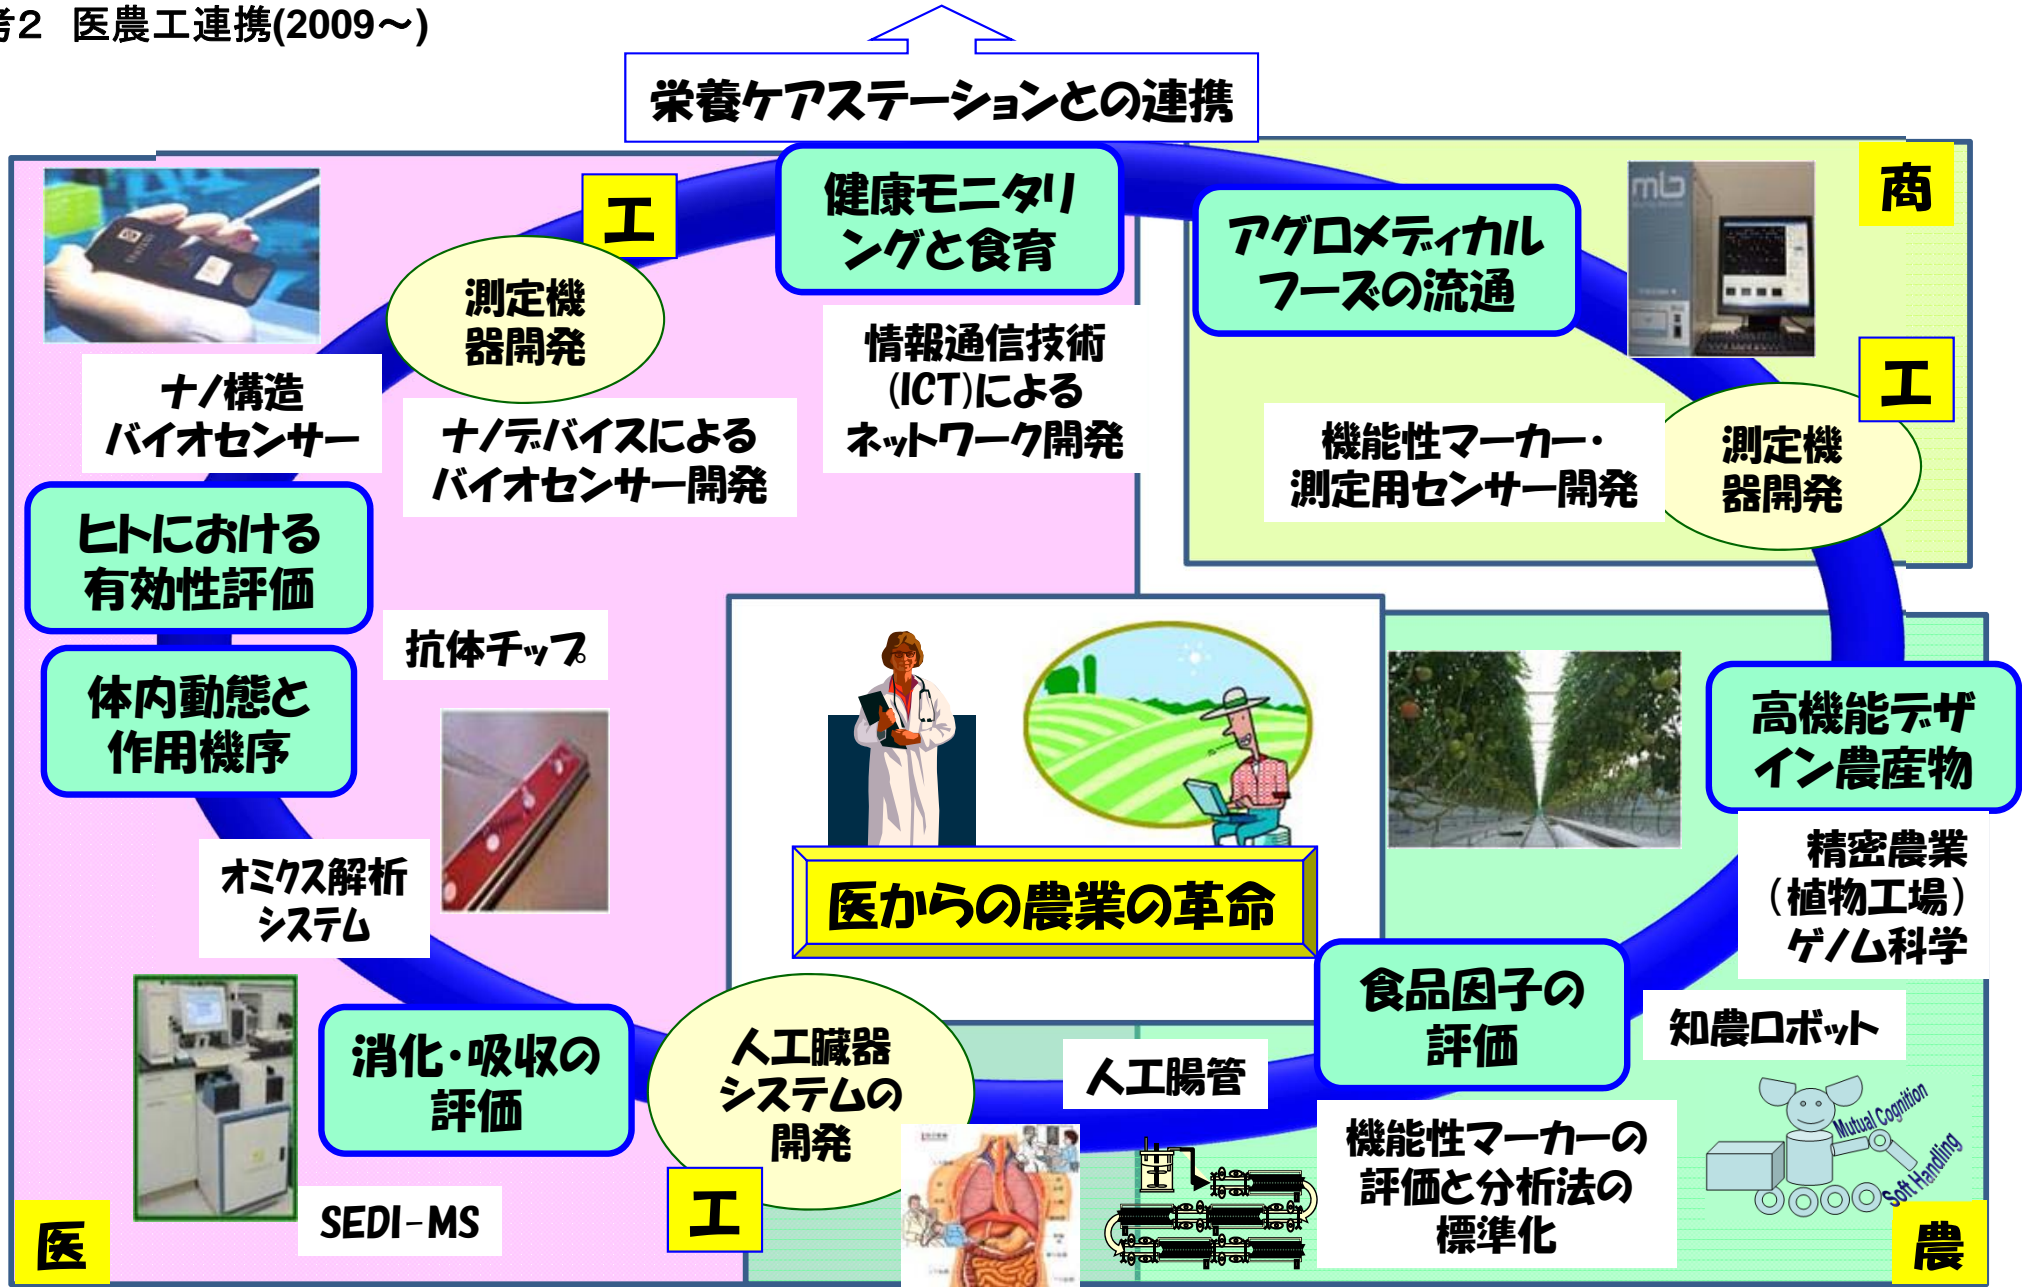 考2 医農工連携(2009～)
栄養ケアステーションとの連携
商
工
健康モニタリ
ングと食育
アグロメディカル
フーズの流通
mb
測定機
器開発
情報通信技術
(ICT)による
ネットワーク開発
工
ナノ構造
バイオセンサー
ナノデバイスによる
バイオセンサー開発
機能性マーカー・
測定用センサー開発
測定機
器開発
ヒトにおける
有効性評価
抗体チップ
体内動態と
作用機序
高機能デザ
イン農産物
オミクス解析
システム
医からの農業の革命
精密農業
(植物工場)
ゲノム科学
食品因子の
評価
知農ロボット
消化・吸収の
評価
人工臓器
システムの
開発
人工腸管
機能性マーカーの
評価と分析法の
標準化
Mutual Cognition
Soft Handling
SEDI-MS
工
医
農